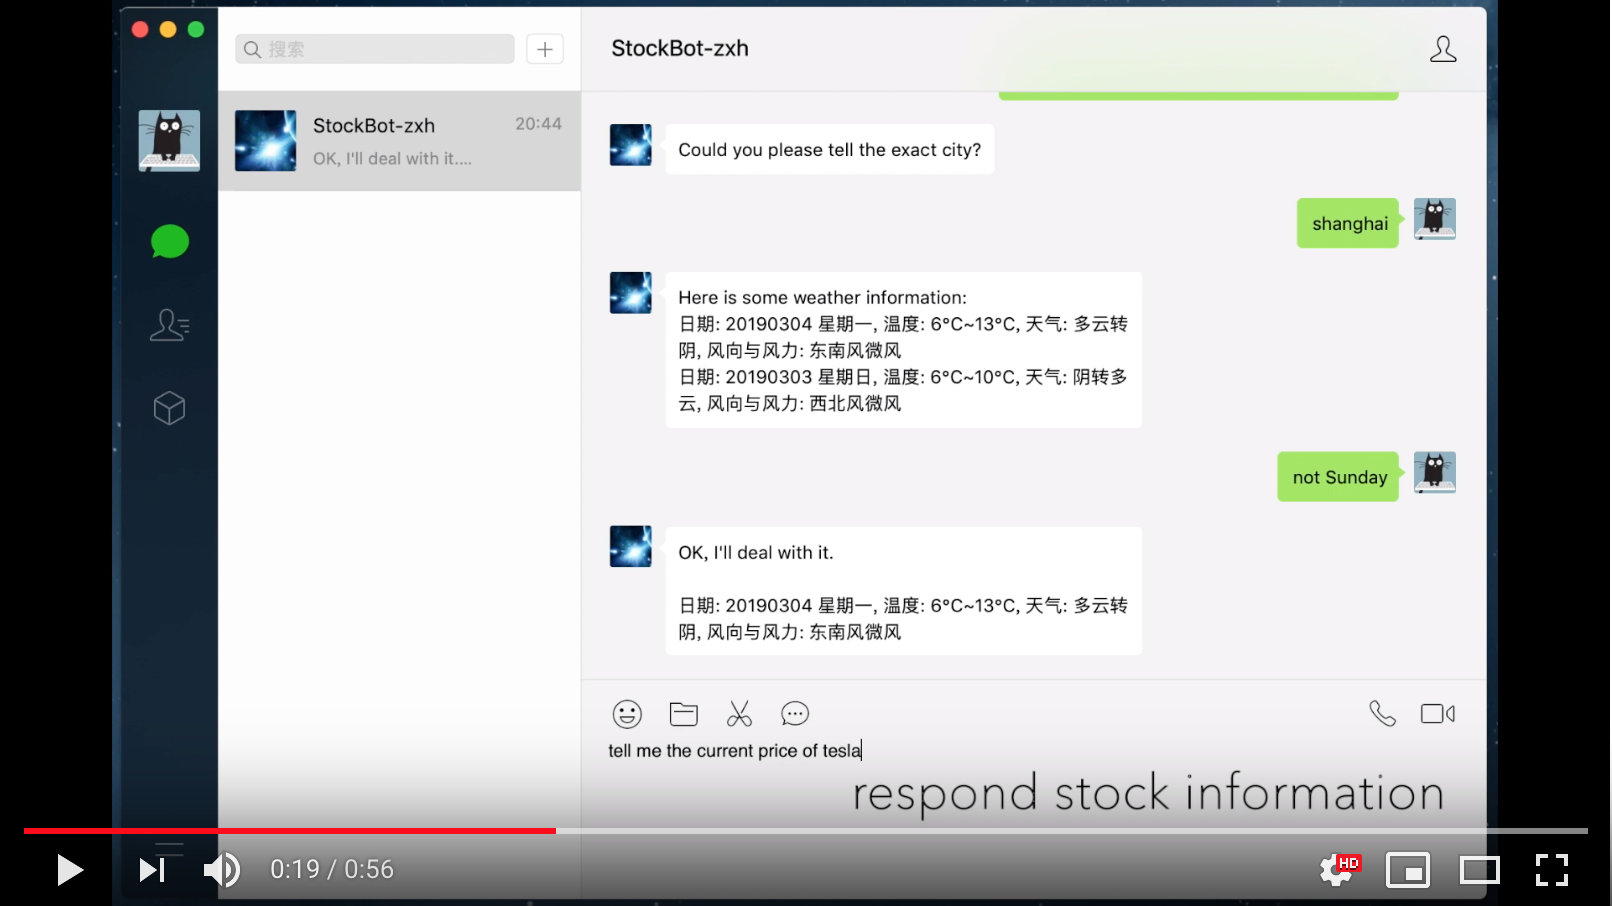 搜索
StockBot-zxh
20:44
OK, I'll deal with it....
StockBot-zxh
Could you please tell the exact city?
shanghai
Here is some weather information:
日期: 20190304 星期一, 温度: 6°C~13°C, 天气: 多云转
阴, 风向与风力: 东南风微风
日期: 20190303 星期日, 温度: 6°C~10°C, 天气: 阴转多
云, 风向与风力: 西北风微风
not Sunday
OK, I'll deal with it.
日期: 20190304 星期一, 温度: 6°C~13°C, 天气: 多云转
阴, 风向与风力: 东南风微风
tell me the current price of tesla
respond stock information
0:19 / 0:56
HD